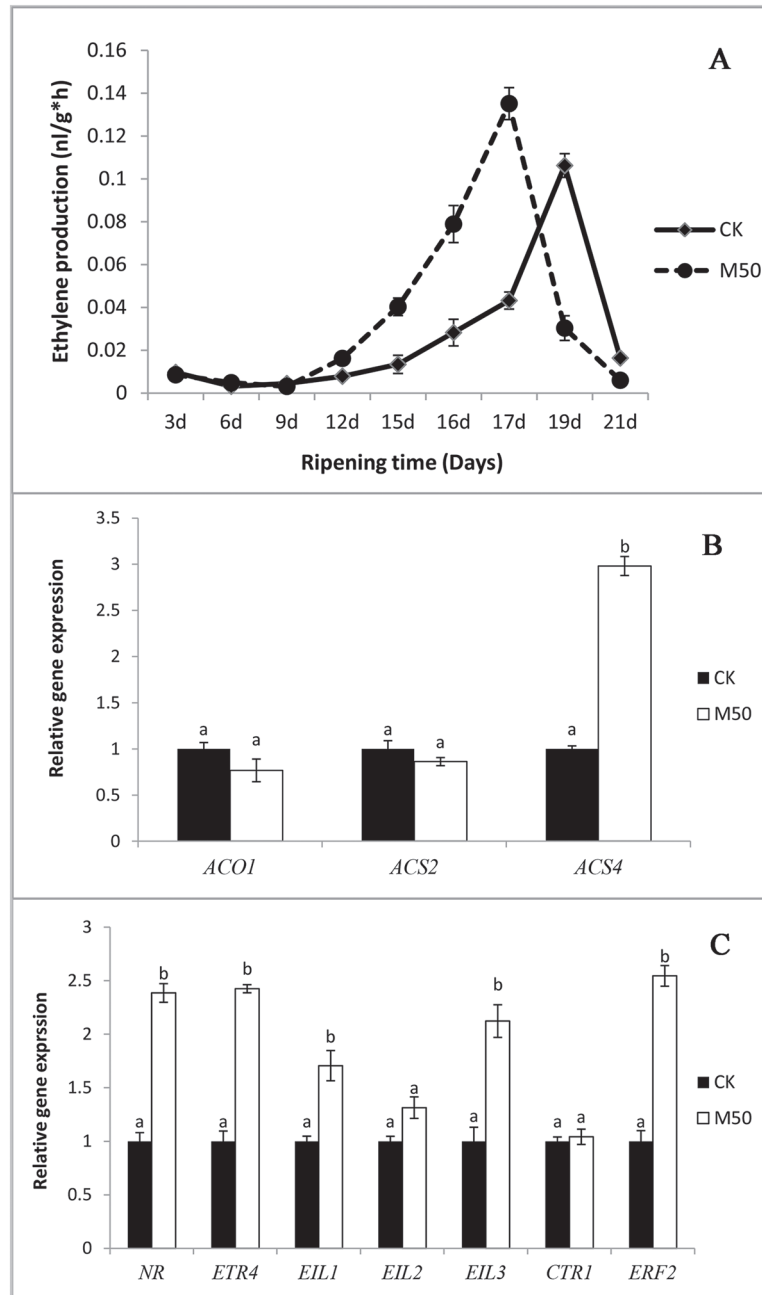 A
0.16
0.14
0.12
0.1
0.08
0.06
0.04
0.02
0
Ethylene production (nl/g*h)
3d 6d 9d 12d 15d 16d 17d 19d 21d
Ripening time (Days)
CK
M50
B
3.5
3
2.5
2
1.5
1
0.5
0
Relative gene expression
a a a a a b
ACO1 ACS2 ACS4
CK
M50
C
3
2.5
2
1.5
1
0.5
0
Relative gene exprssion
a b a b a b a a a b a a a b
NR ETR4 EIL1 EIL2 EIL3 CTR1 ERF2
CK
M50